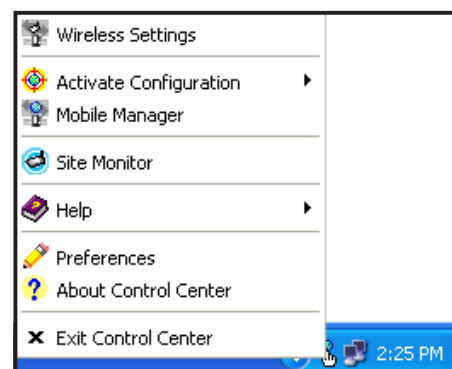 Wireless Settings
Activate Configuration
Mobile Manager
Site Monitor
Help
Preferences
About Control Center
Exit Control Center
2:25 PM